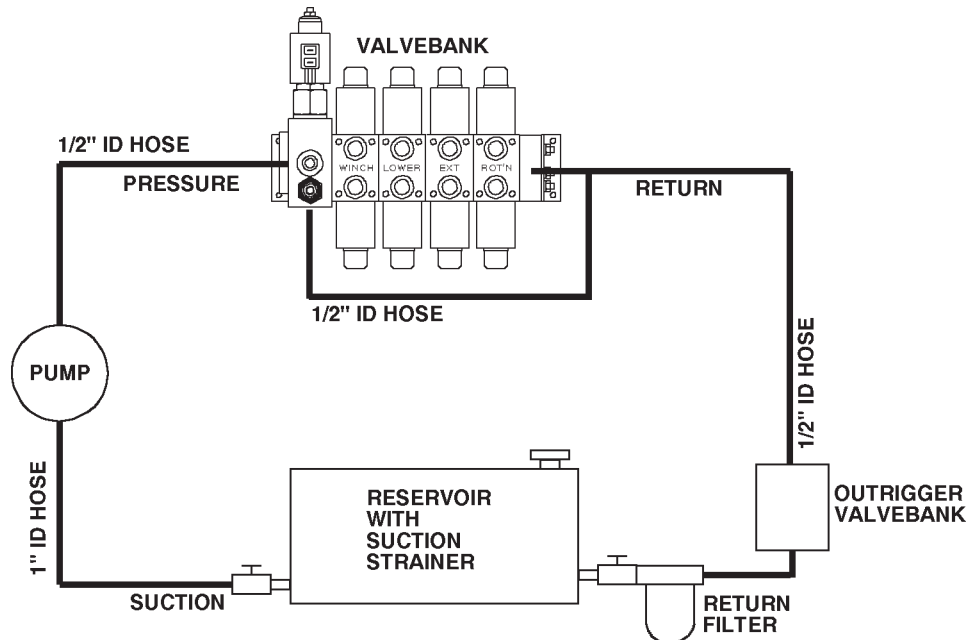 VALVEBANK
1/2" ID HOSE
PRESSURE
WINCH
LOWER
EXT
ROT'N
RETURN
1/2" ID HOSE
PUMP
1/2" ID HOSE
1" ID HOSE
RESERVOIR
WITH
SUCTION
STRAINER
OUTRIGGER
VALVEBANK
SUCTION
RETURN
FILTER